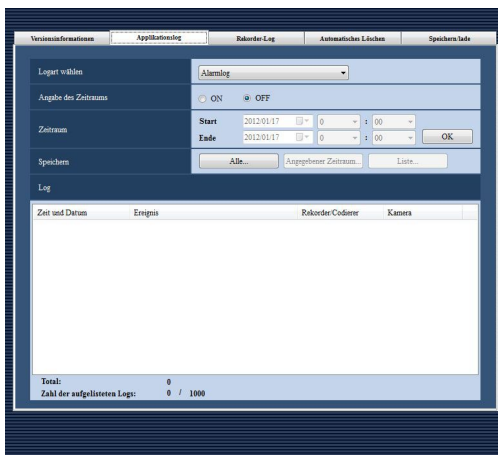 Versionsinformationen Applikationslog Rekorder-Log Automatisches Löschen Speichern/lade
Logart wählen Alarmlog
Angabe des Zeitraums ON OFF
Zeitraum
Start 2012/01/17 0 : 00
Ende 2012/01/17 0 : 00 OK
Speichern Alle... Angegebener Zeitraum... Liste...
Log
Zeit und Datum Ereignis Rekorder/Codierer Kamera
Total: 0
Zahl der aufgelisteten Logs: 0 / 1000